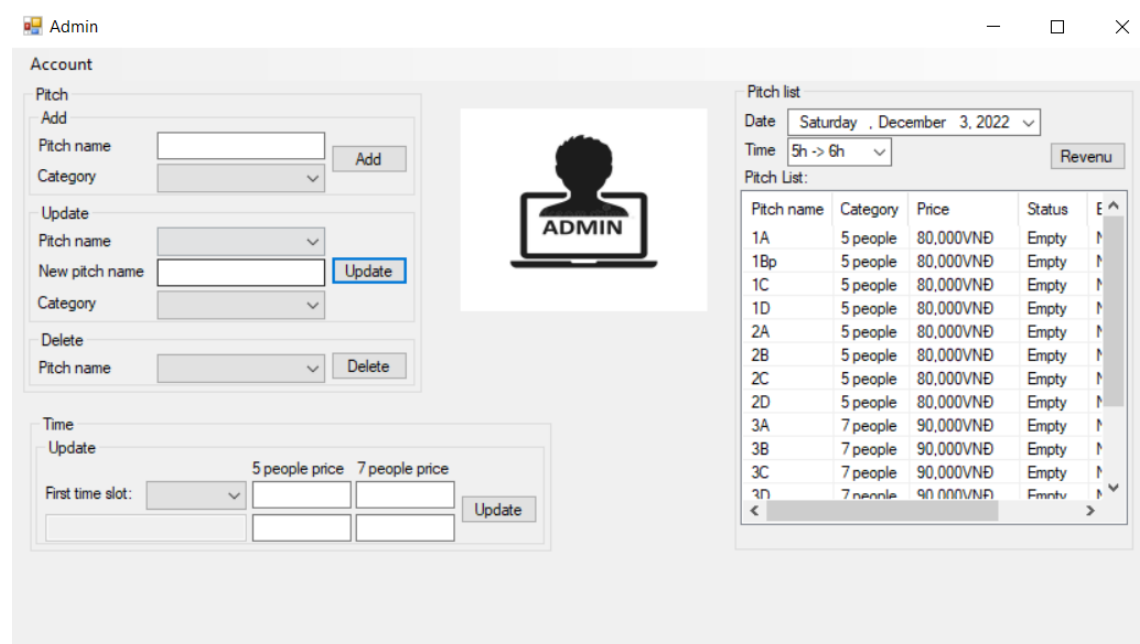 Admin
Account
Pitch
Add
Pitch name
Category
Add
Update
Pitch name
New pitch name
Update
Category
Delete
Pitch name
Delete
Time
Update
5 people price 7 people price
First time slot:
Update
ADMIN
Pitch list
Date Saturday , December 3, 2022
Time 5h -> 6h
Revenu
Pitch List:
Pitch name Category Price Status
1A 5 people 80,000VNĐ Empty
1Bp 5 people 80,000VNĐ Empty
1C 5 people 80,000VNĐ Empty
1D 5 people 80,000VNĐ Empty
2A 5 people 80,000VNĐ Empty
2B 5 people 80,000VNĐ Empty
2C 5 people 80,000VNĐ Empty
2D 5 people 80,000VNĐ Empty
3A 7 people 90,000VNĐ Empty
3B 7 people 90,000VNĐ Empty
3C 7 people 90,000VNĐ Empty
3D 7 people 90,000VNĐ Empty